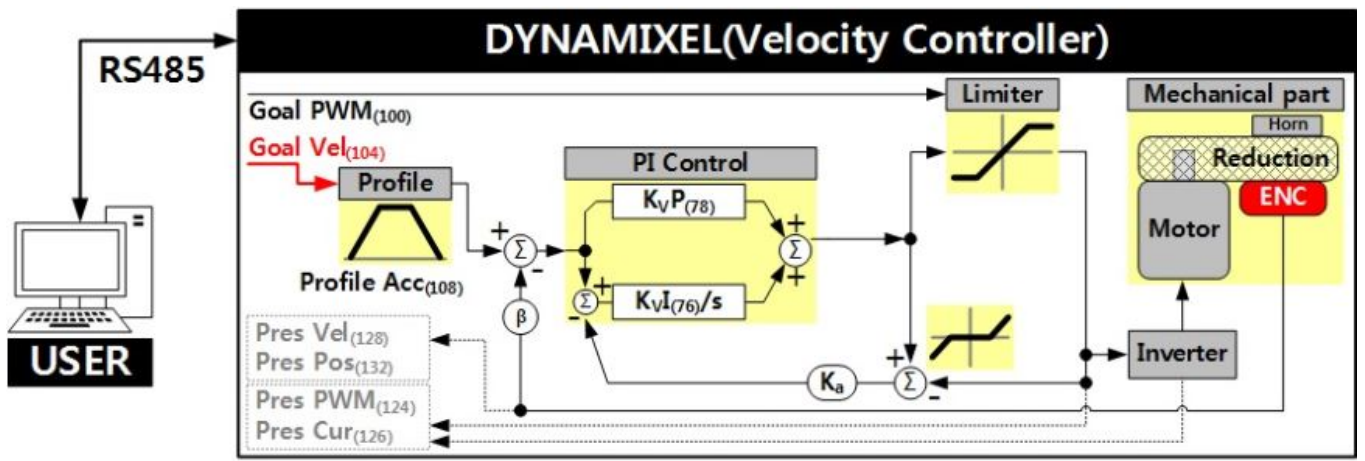 DYNAMIXEL(Velocity Controller)
RS485
Goal PWM(100)
Limiter
Mechanical part
Horn
Goal Vel(104)
PI Control
Reduction
Profile
KVP(78)
ENC
+
+
Σ
-
Σ
+
Motor
Profile Acc(108)
+
Σ
-
KVI(76)/s
β
Pres Vel(128)
Pres Pos(132)
Inverter
USER
+
Ka
Σ
-
Pres PWM(124)
Pres Cur(126)